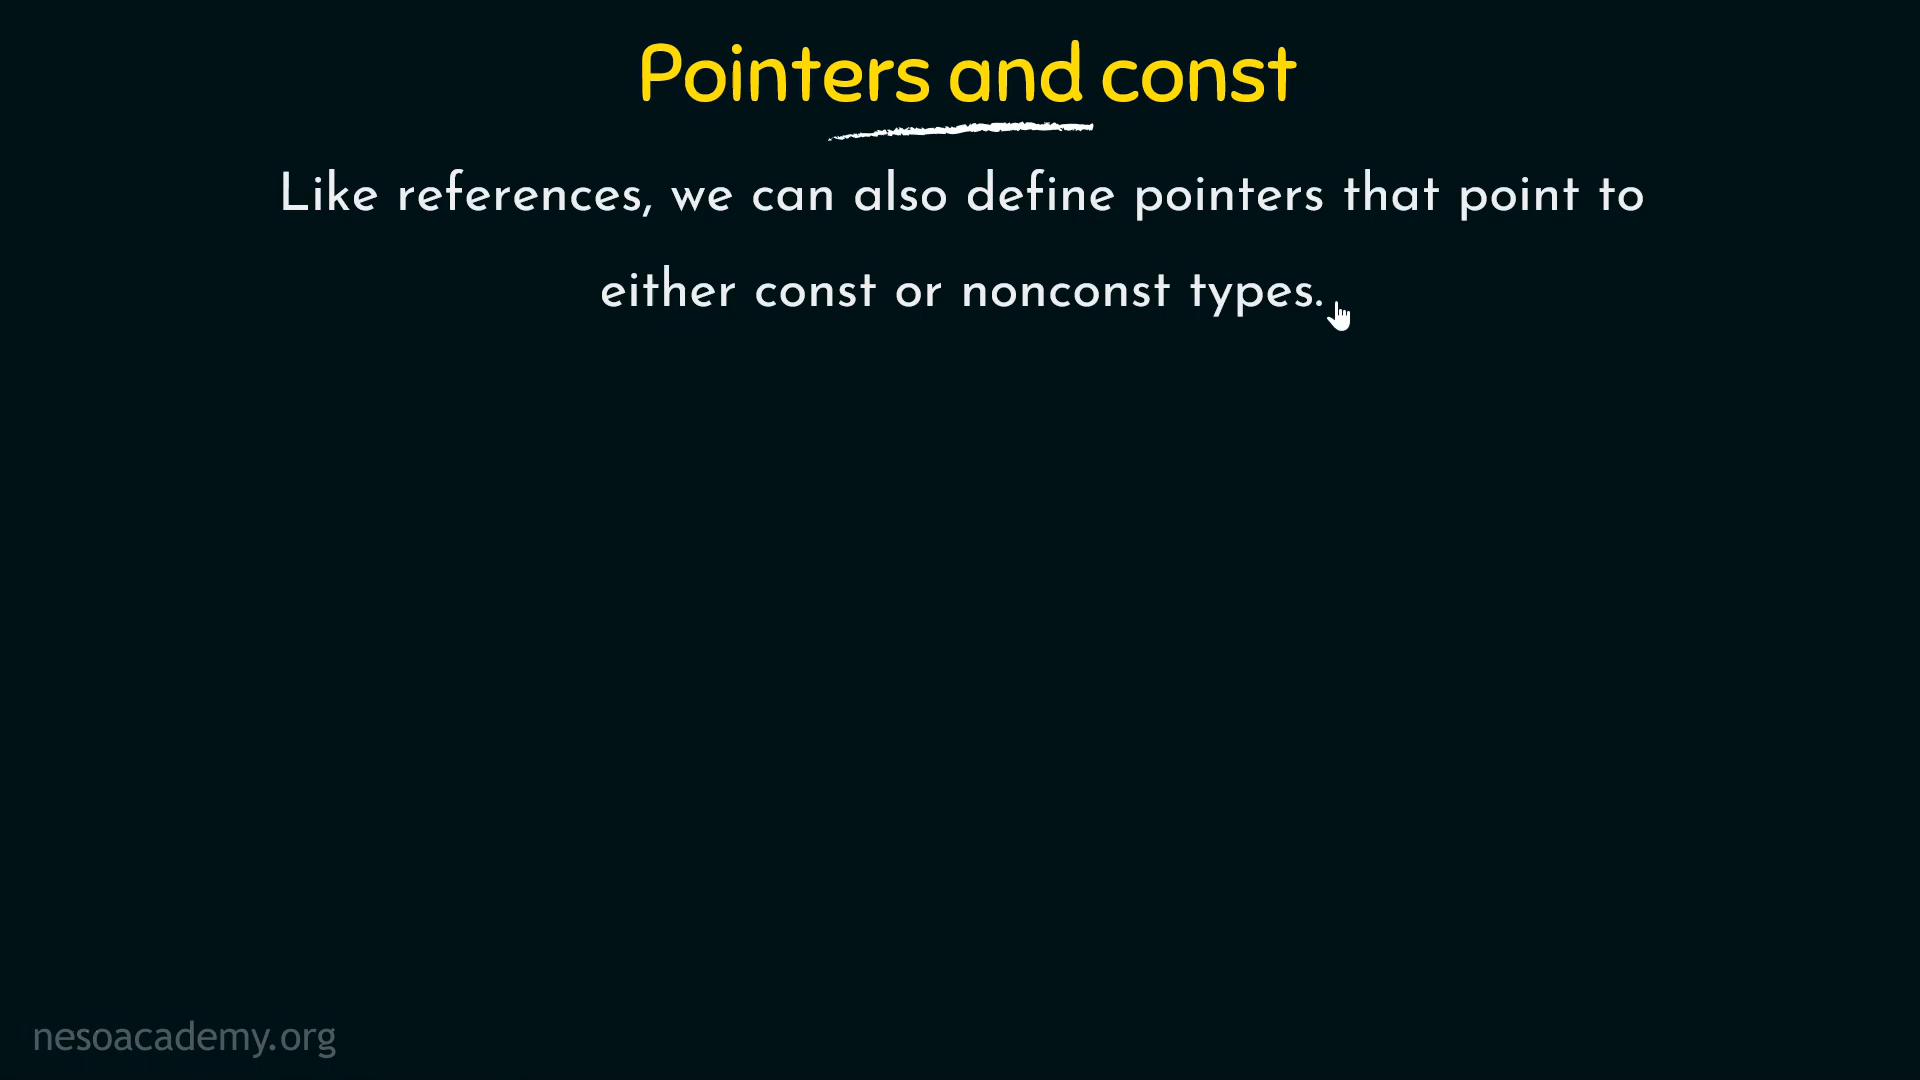 Pointers and const
Like references, we can also define pointers that point to
either const or nonconst types.
nesoacademy.org